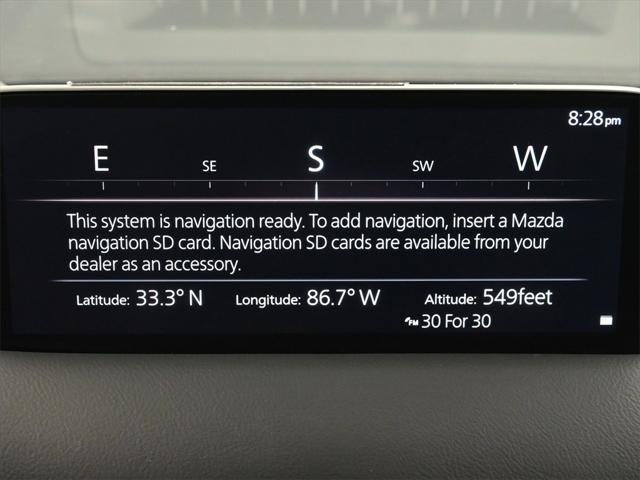 8:28pm
E SE S SW W
This system is navigation ready. To add navigation, insert a Mazda
navigation SD card. Navigation SD cards are available from your
dealer as an accessory.
Latitude: 33.3° N Longitude: 86.7° W Altitude: 549feet
FM 30 For 30